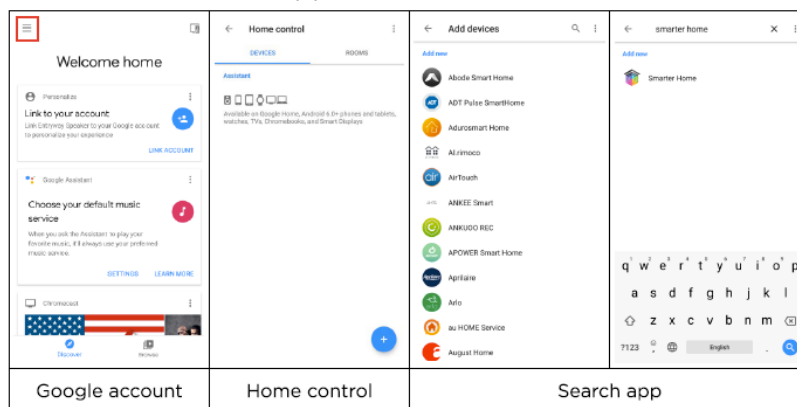 Welcome home
Personalize
Link to your account
Link Entryway Speaker to your Google account
to personalize your experience
LINK ACCOUNT
Google Assistant
Choose your default music
service
When you ask the Assistant to play your
favorite music, it'll always use your preferred
music service.
SETTINGS LEARN MORE
Chromecast
Discover Browse
Google account
Home control
DEVICES ROOMS
Assistant
Available on Google Home, Android 6.0+ phones and tablets,
watches, TVs, Chromebooks, and Smart Displays
Home control
Add devices
Add new
Abode Smart Home
ADT
ADT Pulse SmartHome
Adurosmart Home
Al.rimoco
air
AirTouch
ANKEE Smart
ANKUOO REC
APOWER Smart Home
Aprilaire
Arlo
au HOME Service
August Home
smarter home
Add new
Smarter Home
q w e r t y u i o p
a s d f g h j k l
z x c v b n m
?123 , English .
Search app